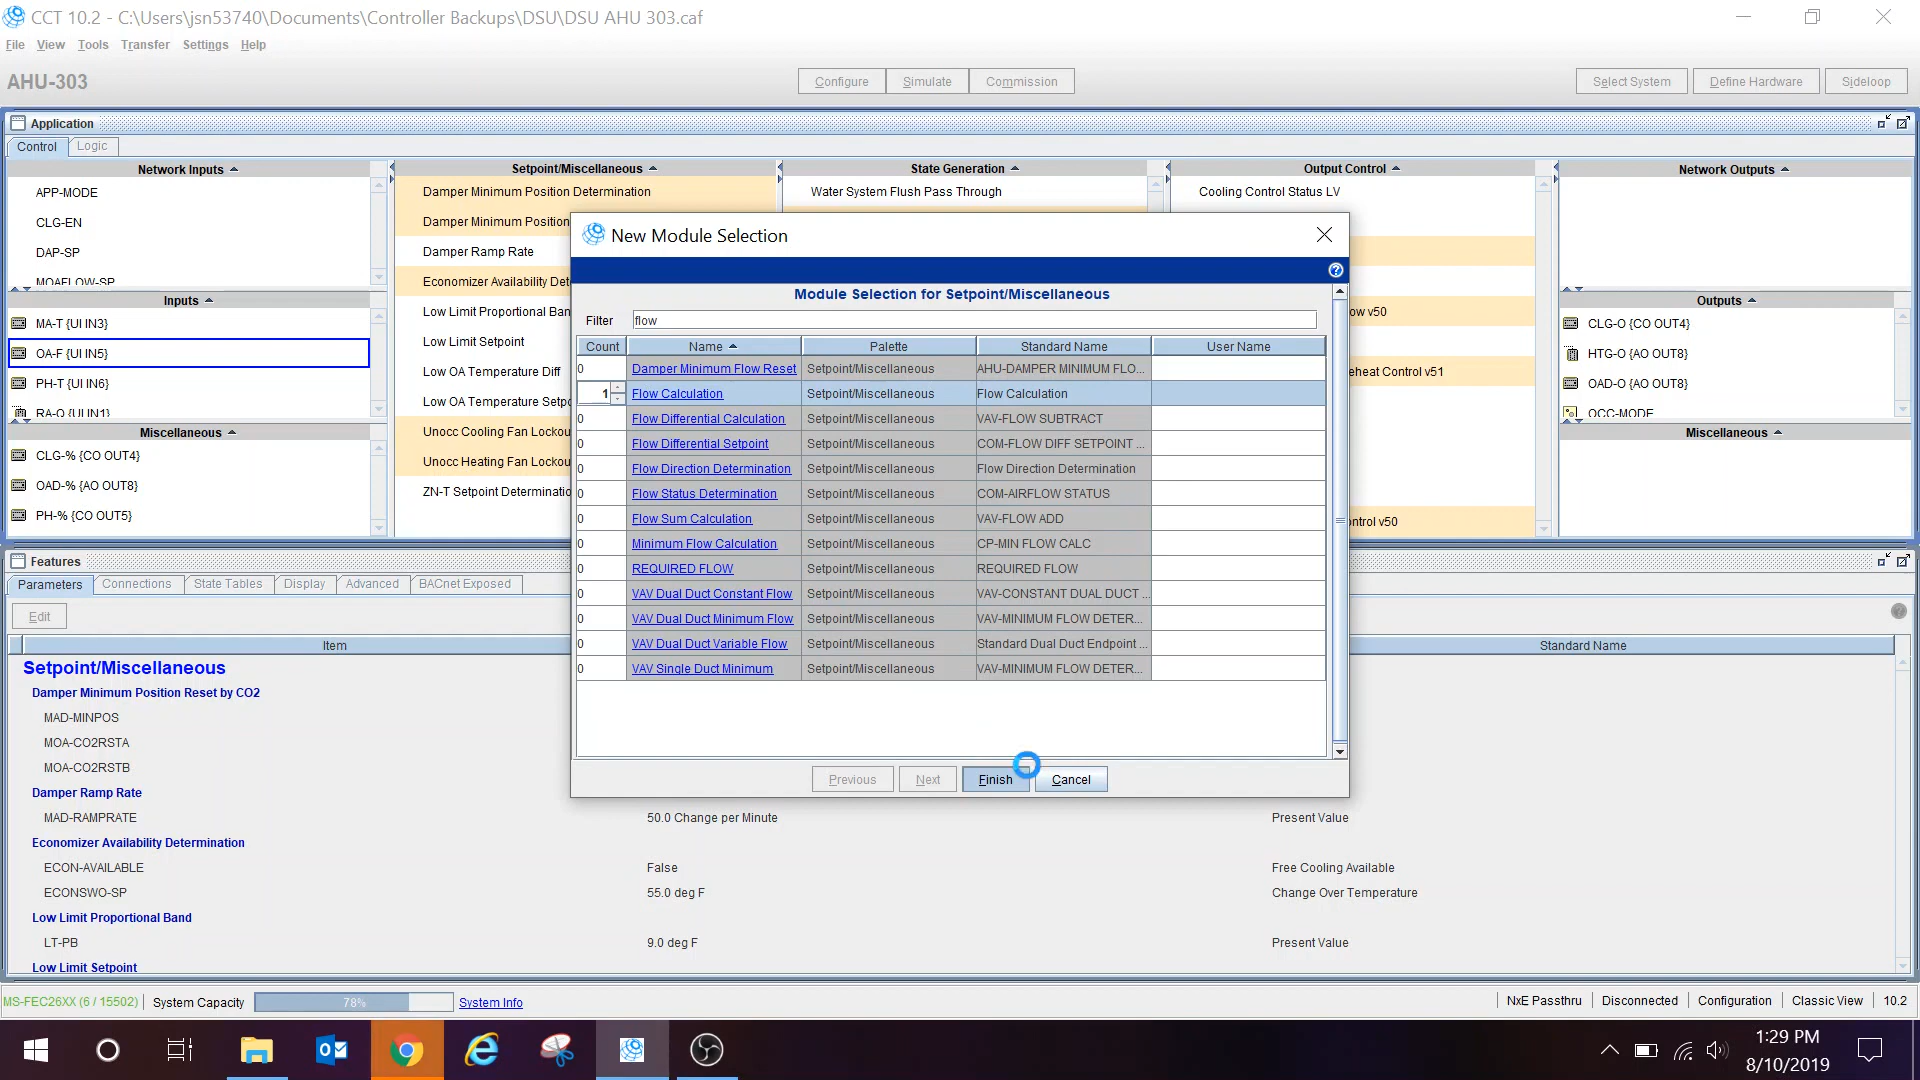 CCT 10.2 - C:\Users\jsn53740\Documents\Controller Backups\DSU\DSU AHU 303.caf
File View Tools Transfer Settings Help
AHU-303
Configure Simulate Commission
Select System Define Hardware Sideloop
Application
Control Logic
Network Inputs
APP-MODE
CLG-EN
DAP-SP
MOAFLOW-SP
Inputs
MA-T {UI IN3}
OA-F {UI IN5}
PH-T {UI IN6}
RA-Q {UI IN1}
Miscellaneous
CLG-% {CO OUT4}
OAD-% {AO OUT8}
PH-% {CO OUT5}
Setpoint/Miscellaneous
Damper Minimum Position Determination
Damper Minimum Position
Damper Ramp Rate
Economizer Availability Det
Low Limit Proportional Ban
Low Limit Setpoint
Low OA Temperature Diff
Low OA Temperature Setpo
Unocc Cooling Fan Lockou
Unocc Heating Fan Lockou
ZN-T Setpoint Determinatio
State Generation
Water System Flush Pass Through
Output Control
Cooling Control Status LV
ow v50
eheat Control v51
ontrol v50
Network Outputs
Outputs
CLG-O {CO OUT4}
HTG-O {AO OUT8}
OAD-O {AO OUT8}
OCC-MODE
Miscellaneous
New Module Selection
Module Selection for Setpoint/Miscellaneous
Filter flow
Count Name Palette Standard Name User Name
0 Damper Minimum Flow Reset Setpoint/Miscellaneous AHU-DAMPER MINIMUM FLO...
1 Flow Calculation Setpoint/Miscellaneous Flow Calculation
0 Flow Differential Calculation Setpoint/Miscellaneous VAV-FLOW SUBTRACT
0 Flow Differential Setpoint Setpoint/Miscellaneous COM-FLOW DIFF SETPOINT ...
0 Flow Direction Determination Setpoint/Miscellaneous Flow Direction Determination
0 Flow Status Determination Setpoint/Miscellaneous COM-AIRFLOW STATUS
0 Flow Sum Calculation Setpoint/Miscellaneous VAV-FLOW ADD
0 Minimum Flow Calculation Setpoint/Miscellaneous CP-MIN FLOW CALC
0 REQUIRED FLOW Setpoint/Miscellaneous REQUIRED FLOW
0 VAV Dual Duct Constant Flow Setpoint/Miscellaneous VAV-CONSTANT DUAL DUCT ...
0 VAV Dual Duct Minimum Flow Setpoint/Miscellaneous VAV-MINIMUM FLOW DETER...
0 VAV Dual Duct Variable Flow Setpoint/Miscellaneous Standard Dual Duct Endpoint ...
0 VAV Single Duct Minimum Setpoint/Miscellaneous VAV-MINIMUM FLOW DETER...
Previous Next Finish Cancel
Features
Parameters Connections State Tables Display Advanced BACnet Exposed
Edit
Item Standard Name
Setpoint/Miscellaneous
Damper Minimum Position Reset by CO2
MAD-MINPOS
MOA-CO2RSTA
MOA-CO2RSTB
Damper Ramp Rate
MAD-RAMPRATE 50.0 Change per Minute Present Value
Economizer Availability Determination
ECON-AVAILABLE False Free Cooling Available
ECONSWO-SP 55.0 deg F Change Over Temperature
Low Limit Proportional Band
LT-PB 9.0 deg F Present Value
Low Limit Setpoint
MS-FEC26XX (6 / 15502) System Capacity 78% System Info
NxE Passthru Disconnected Configuration Classic View 10.2
1:29 PM
8/10/2019